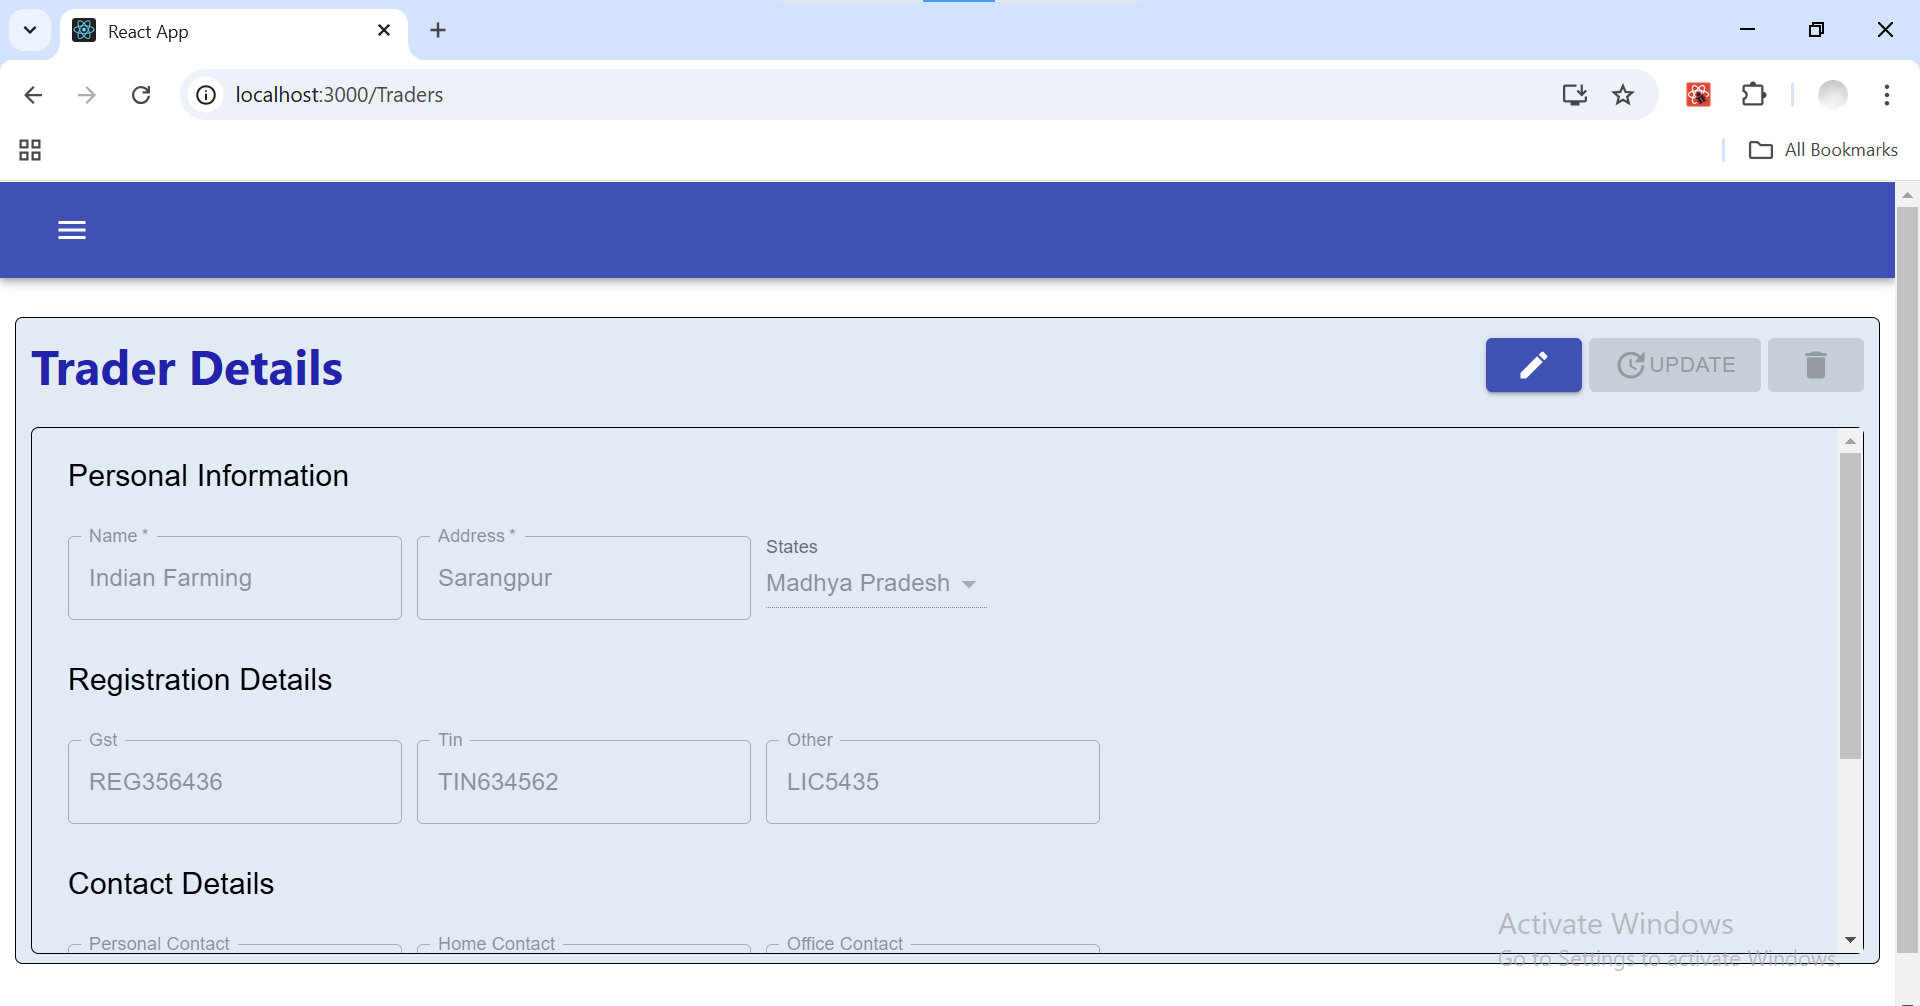 React App
localhost:3000/Traders
All Bookmarks
Trader Details
UPDATE
Personal Information
Name *
Address *
States
Indian Farming
Sarangpur
Madhya Pradesh
Registration Details
Gst
Tin
Other
REG356436
TIN634562
LIC5435
Contact Details
Personal Contact
Home Contact
Office Contact
Activate Windows
Go to Settings to activate Windows.